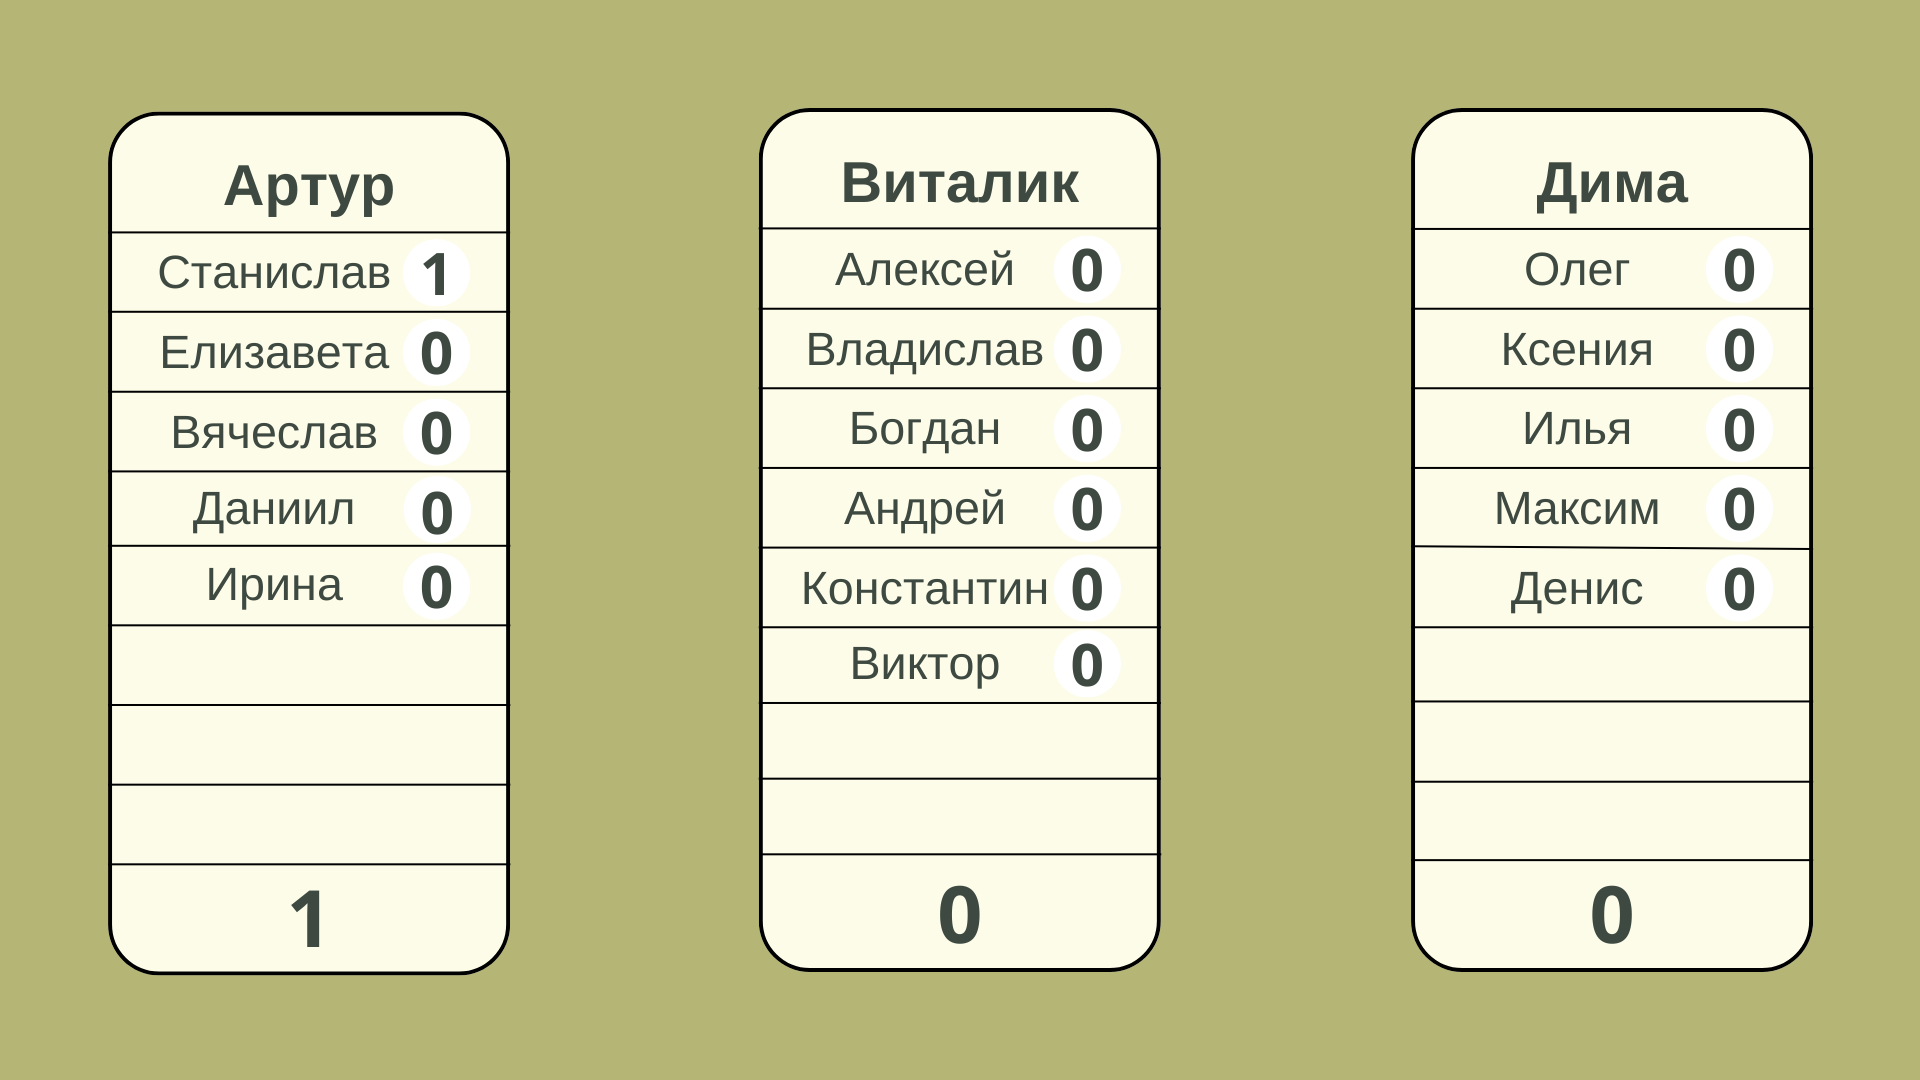 Артур
Станислав 1
Елизавета 0
Вячеслав 0
Даниил 0
Ирина 0
1
Виталик
Алексей 0
Владислав 0
Богдан 0
Андрей 0
Константин 0
Виктор 0
0
Дима
Олег 0
Ксения 0
Илья 0
Максим 0
Денис 0
0